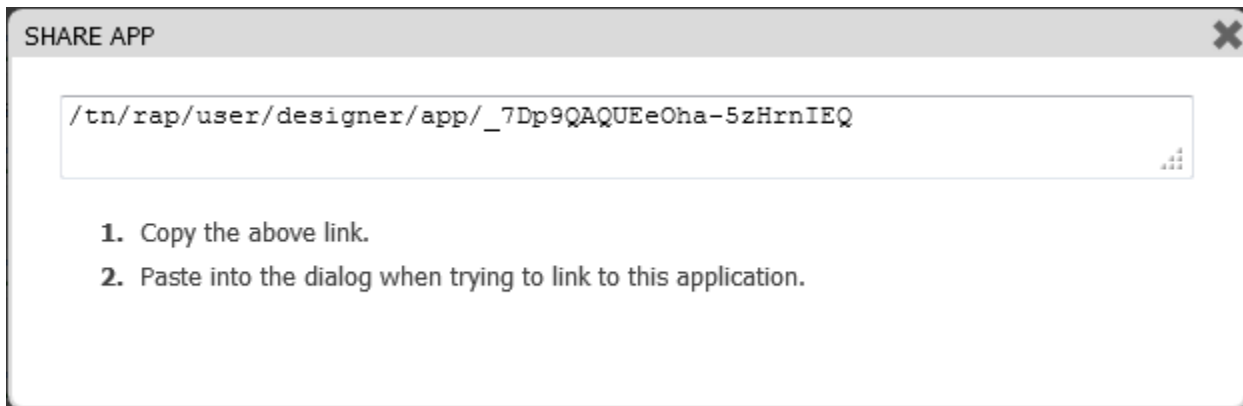 SHARE APP
/tn/rap/user/designer/app/_7Dp9QAQUEeOha-5zHrnIEQ
1. Copy the above link.
2. Paste into the dialog when trying to link to this application.